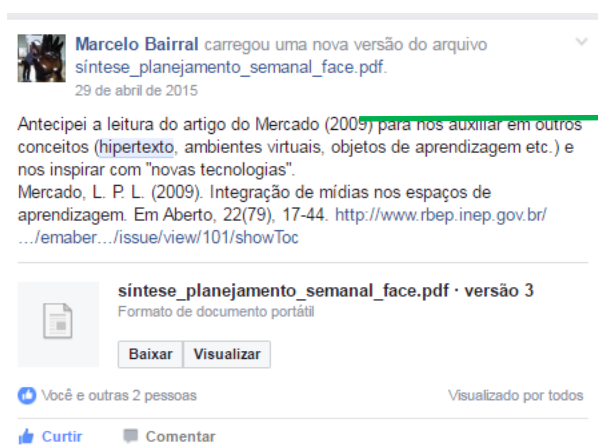 Marcelo Bairral carregou uma nova versão do arquivo
síntese_planejamento_semanal_face.pdf.
29 de abril de 2015
Antecipei a leitura do artigo do Mercado (2009) para nos auxiliar em outros
conceitos (hipertexto, ambientes virtuais, objetos de aprendizagem etc.) e
nos inspirar com "novas tecnologias".
Mercado, L. P. L. (2009). Integração de mídias nos espaços de
aprendizagem. Em Aberto, 22(79), 17-44. http://www.rbep.inep.gov.br/
…/emaber…/issue/view/101/showToc
síntese_planejamento_semanal_face.pdf · versão 3
Formato de documento portátil
Baixar Visualizar
Você e outras 2 pessoas Visualizado por todos
Curtir Comentar